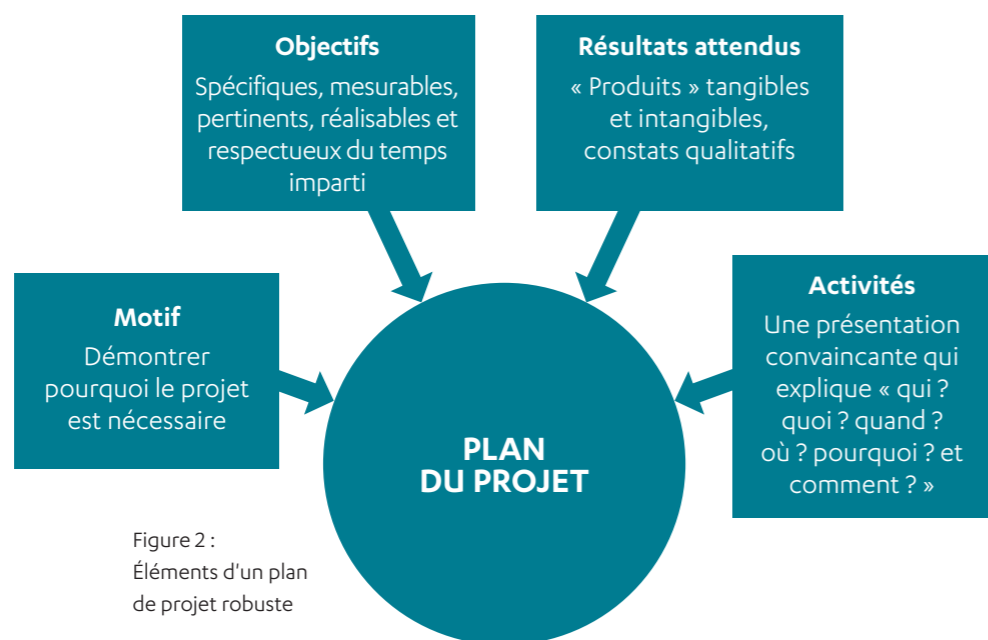 Objectifs
Spécifiques, mesurables,
pertinents, réalisables et
respectueux du temps
imparti
Résultats attendus
« Produits » tangibles
et intangibles,
constats qualitatifs
Motif
Démontrer
pourquoi le projet
est nécessaire
Activités
Une présentation
convaincante qui
explique « qui ?
quoi ? quand ?
où ? pourquoi ? et
comment ? »
PLAN
DU PROJET
Figure 2 :
Éléments d'un plan
de projet robuste